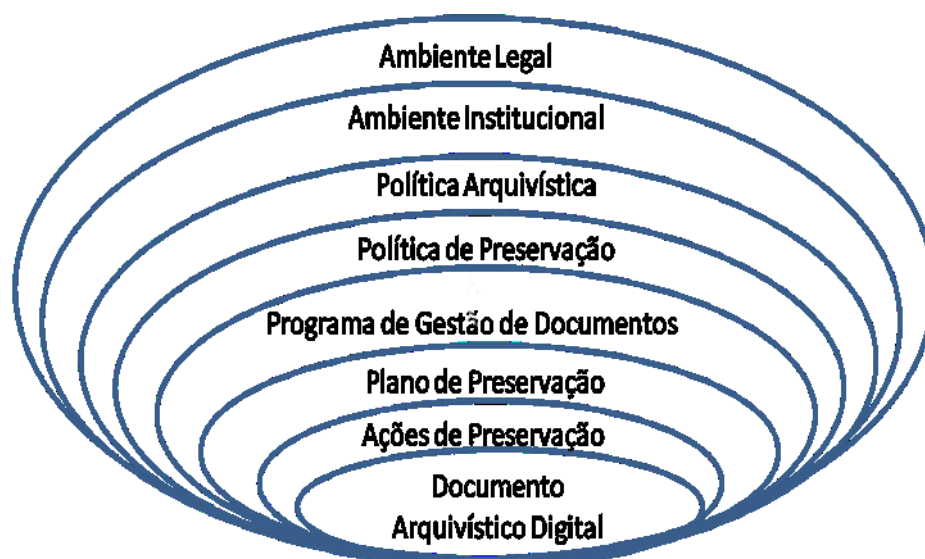 Ambiente Legal
Ambiente Institucional
Política Arquivística
Política de Preservação
Programa de Gestão de Documentos
Plano de Preservação
Ações de Preservação
Documento
Arquivístico Digital